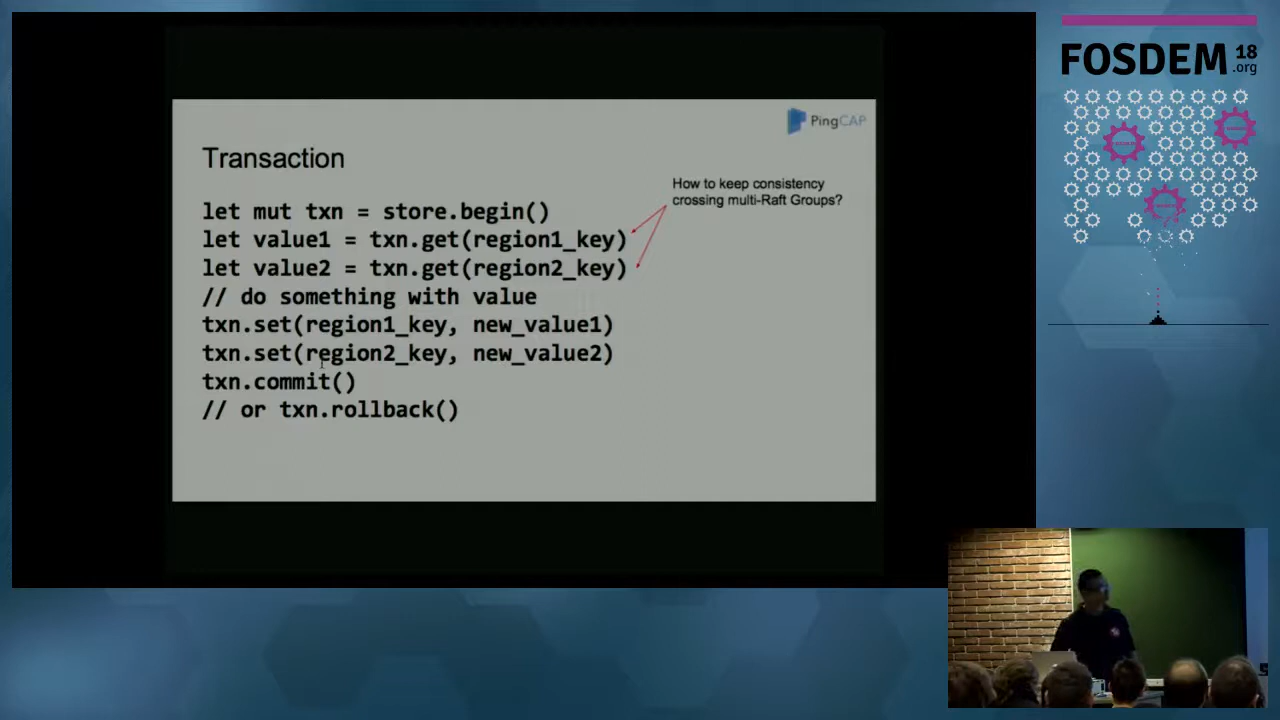 FOSDEM 18
.org
PingCAP
Transaction
How to keep consistency
crossing multi-Raft Groups?
let mut txn = store.begin()
let value1 = txn.get(region1_key)
let value2 = txn.get(region2_key)
// do something with value
txn.set(region1_key, new_value1)
txn.set(region2_key, new_value2)
txn.commit()
// or txn.rollback()